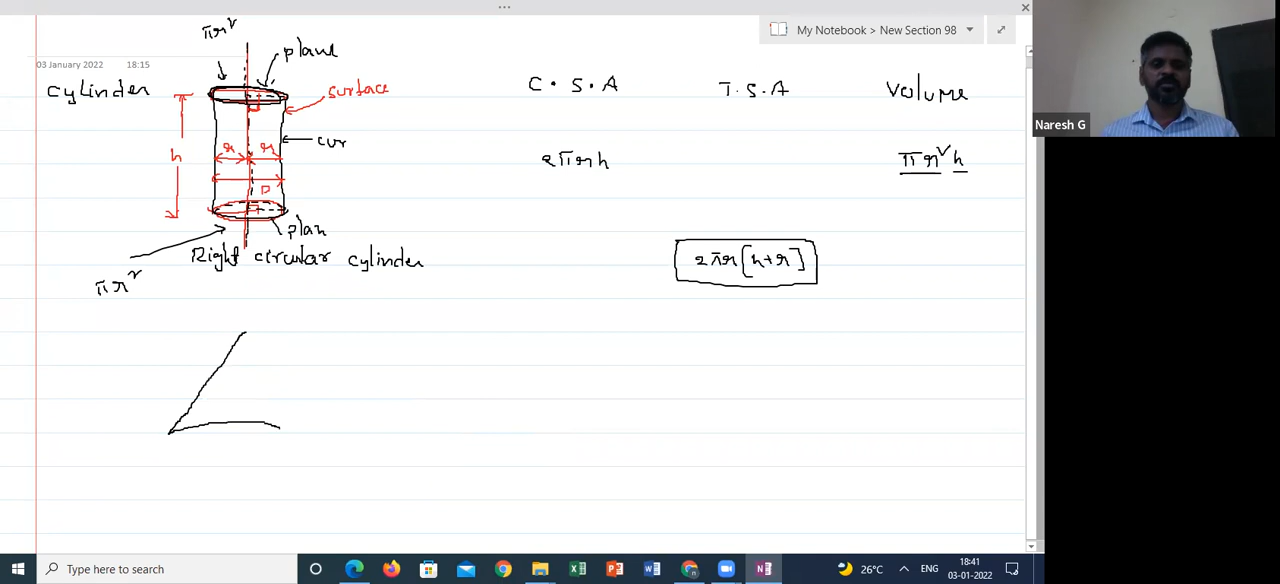 My Notebook > New Section 98
03 January 2022 18:15
πr²
plane
cylinder
surface
C.S.A
T.S.A
Volume
Naresh G
h
r
r
cur
2πrh
πr²h
D
plan
Right circular cylinder
2πr[h+r]
πr²
Type here to search
26°C
ENG
18:41
03-01-2022